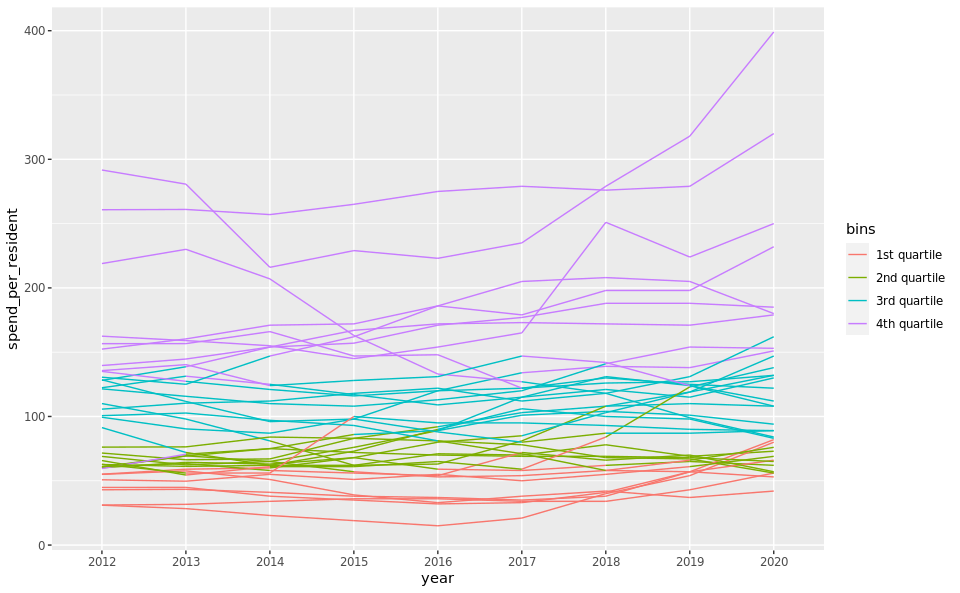 400
300
200
100
0
spend_per_resident
2012 2013 2014 2015 2016 2017 2018 2019 2020
year
bins
1st quartile
2nd quartile
3rd quartile
4th quartile